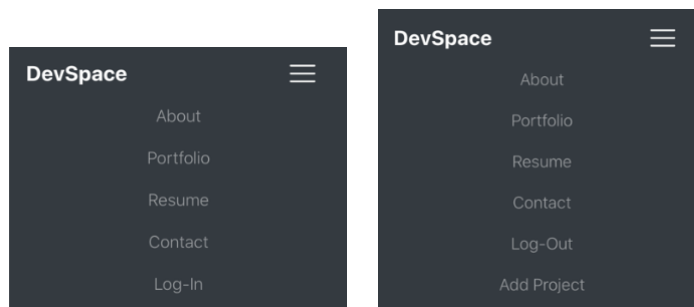 DevSpace
About
Portfolio
Resume
Contact
Log-In
DevSpace
About
Portfolio
Resume
Contact
Log-Out
Add Project